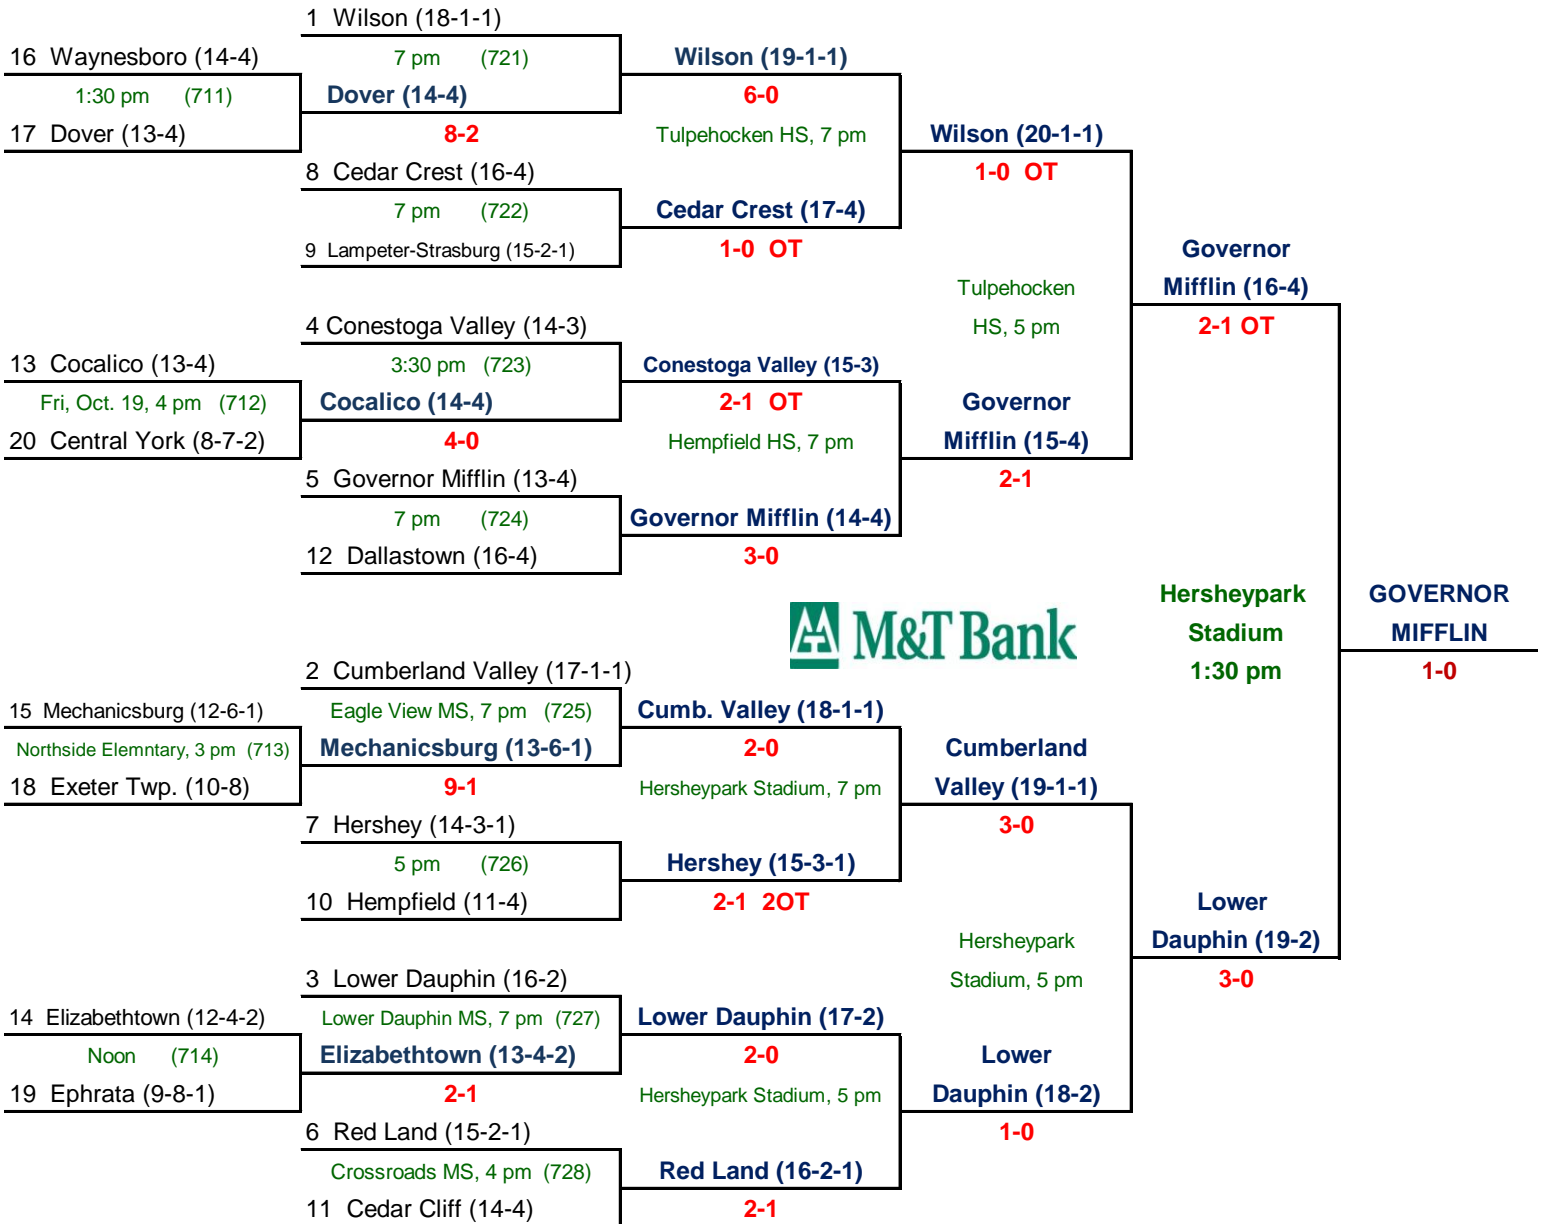 1 Wilson (18-1-1)
16 Waynesboro (14-4)
7 pm (721)
Wilson (19-1-1)
1:30 pm (711)
Dover (14-4)
6-0
17 Dover (13-4)
8-2
Tulpehocken HS, 7 pm
Wilson (20-1-1)
8 Cedar Crest (16-4)
1-0 OT
7 pm (722)
Cedar Crest (17-4)
9 Lampeter-Strasburg (15-2-1)
1-0 OT
Governor
Mifflin (16-4)
Tulpehocken
HS, 5 pm
2-1 OT
4 Conestoga Valley (14-3)
13 Cocalico (13-4)
3:30 pm (723)
Conestoga Valley (15-3)
Fri, Oct. 19, 4 pm (712)
Cocalico (14-4)
2-1 OT
Governor
20 Central York (8-7-2)
4-0
Hempfield HS, 7 pm
Mifflin (15-4)
5 Governor Mifflin (13-4)
2-1
7 pm (724)
Governor Mifflin (14-4)
12 Dallastown (16-4)
3-0
Hersheypark
GOVERNOR
M&T Bank
Stadium
MIFFLIN
2 Cumberland Valley (17-1-1)
1:30 pm
1-0
15 Mechanicsburg (12-6-1)
Eagle View MS, 7 pm (725)
Cumb. Valley (18-1-1)
Northside Elemntary, 3 pm (713)
Mechanicsburg (13-6-1)
2-0
Cumberland
18 Exeter Twp. (10-8)
9-1
Hersheypark Stadium, 7 pm
Valley (19-1-1)
7 Hershey (14-3-1)
3-0
5 pm (726)
Hershey (15-3-1)
10 Hempfield (11-4)
2-1 2OT
Lower
Hersheypark
Dauphin (19-2)
3 Lower Dauphin (16-2)
Stadium, 5 pm
3-0
14 Elizabethtown (12-4-2)
Lower Dauphin MS, 7 pm (727)
Lower Dauphin (17-2)
Noon (714)
Elizabethtown (13-4-2)
2-0
Lower
19 Ephrata (9-8-1)
2-1
Hersheypark Stadium, 5 pm
Dauphin (18-2)
6 Red Land (15-2-1)
1-0
Crossroads MS, 4 pm (728)
Red Land (16-2-1)
11 Cedar Cliff (14-4)
2-1